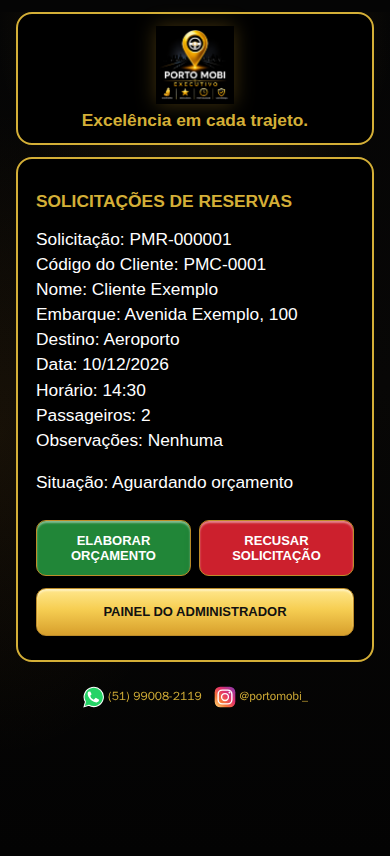 PORTO MOBI
EXECUTIVO
Excelência em cada trajeto.
SOLICITAÇÕES DE RESERVAS
Solicitação: PMR-000001
Código do Cliente: PMC-0001
Nome: Cliente Exemplo
Embarque: Avenida Exemplo, 100
Destino: Aeroporto
Data: 10/12/2026
Horário: 14:30
Passageiros: 2
Observações: Nenhuma
Situação: Aguardando orçamento
ELABORAR
ORÇAMENTO
RECUSAR
SOLICITAÇÃO
PAINEL DO ADMINISTRADOR
(51) 99008-2119
@portomobi_